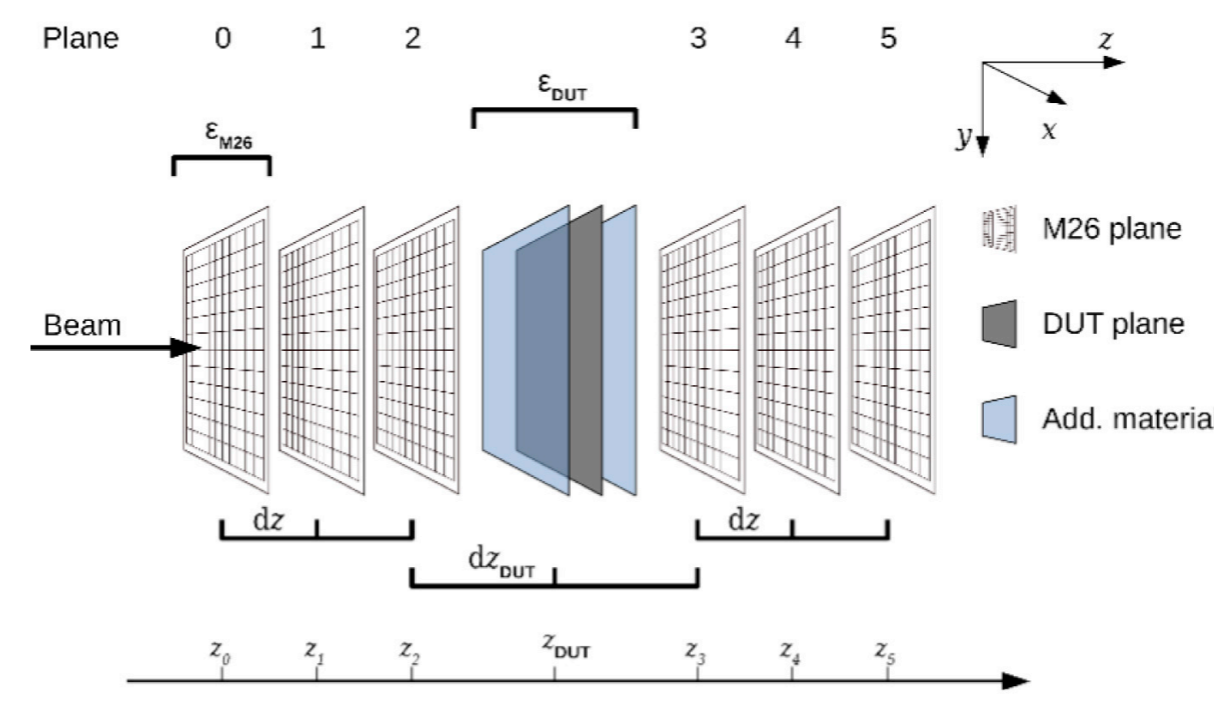 Plane 0 1 2 3 4 5
z
ε_DUT
ε_M26
y x
M26 plane
DUT plane
Beam
Add. materia
dz dz
dz_DUT
z_0 z_1 z_2 z_DUT z_3 z_4 z_5